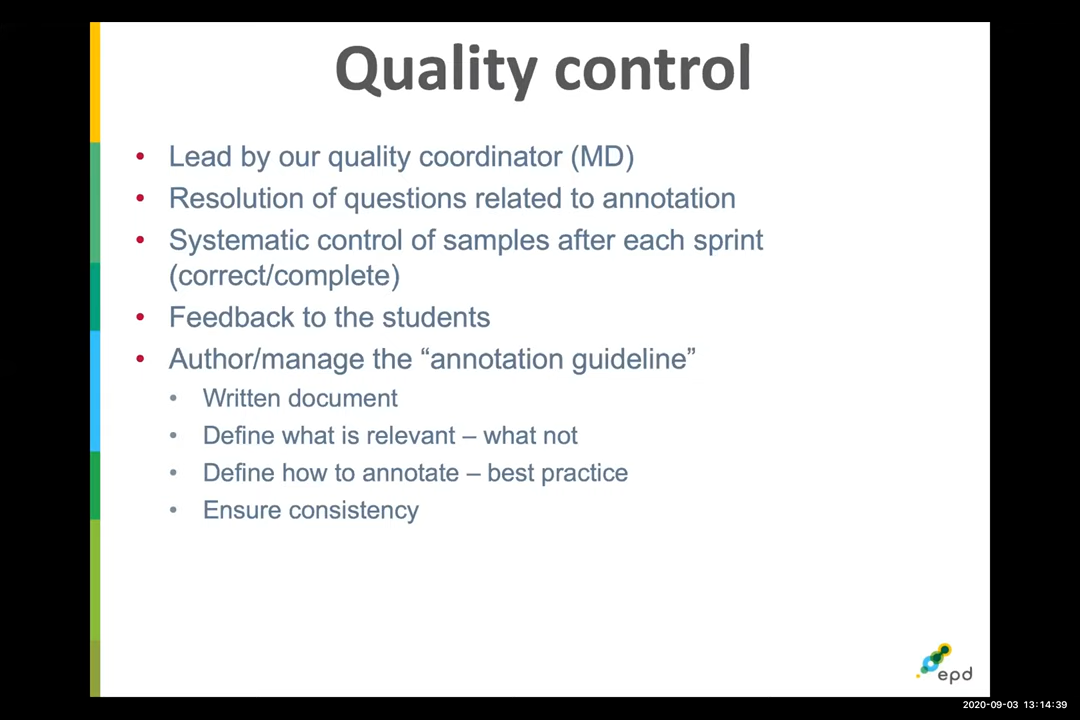 Quality control
• Lead by our quality coordinator (MD)
• Resolution of questions related to annotation
• Systematic control of samples after each sprint
(correct/complete)
• Feedback to the students
• Author/manage the “annotation guideline”
• Written document
• Define what is relevant – what not
• Define how to annotate – best practice
• Ensure consistency
epd
2020-09-03 13:14:39